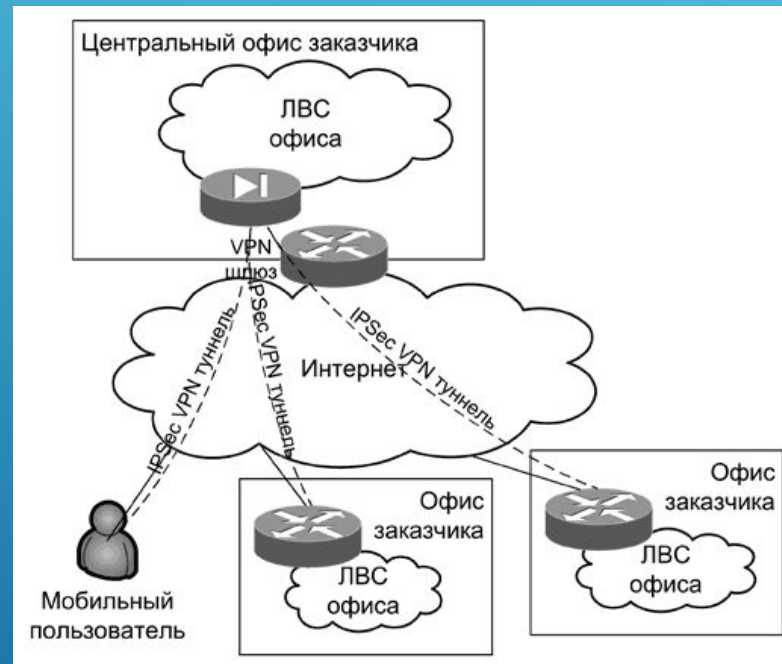 Центральный офис заказчика
ЛВС
офиса
VPN
шлюз
IPSec VPN туннель
IPSec VPN туннель
IPSec VPN туннель
Интернет
Офис
заказчика
ЛВС
офиса
Офис
заказчика
ЛВС
офиса
Мобильный
пользователь